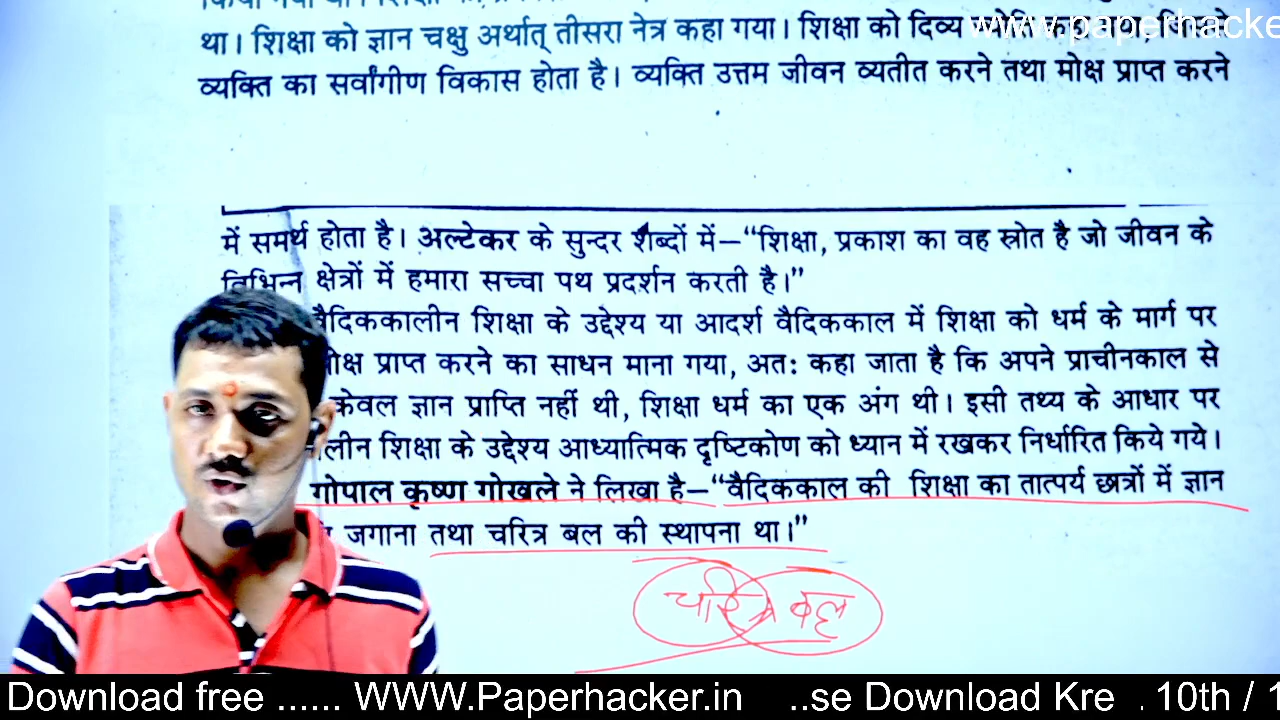 था। शिक्षा को ज्ञान चक्षु अर्थात् तीसरा नेत्र कहा गया। शिक्षा को दिव्य
www.paperhacke
व्यक्ति का सर्वांगीण विकास होता है। व्यक्ति उत्तम जीवन व्यतीत करने तथा मोक्ष प्राप्त करने
में समर्थ होता है। अल्टेकर के सुन्दर शब्दों में—“शिक्षा, प्रकाश का वह स्रोत है जो जीवन के
विभिन्न क्षेत्रों में हमारा सच्चा पथ प्रदर्शन करती है।”
वैदिककालीन शिक्षा के उद्देश्य या आदर्श वैदिककाल में शिक्षा को धर्म के मार्ग पर
प्राप्त करने का साधन माना गया, अतः कहा जाता है कि अपने प्राचीनकाल से
केवल ज्ञान प्राप्ति नहीं थी, शिक्षा धर्म का एक अंग थी। इसी तथ्य के आधार पर
लीन शिक्षा के उद्देश्य आध्यात्मिक दृष्टिकोण को ध्यान में रखकर निर्धारित किये गये।
गोपाल कृष्ण गोखले ने लिखा है—“वैदिककाल की शिक्षा का तात्पर्य छात्रों में ज्ञान
जगाना तथा चरित्र बल की स्थापना था।”
चरित्र बल
Download free ...... WWW.Paperhacker.in ..se Download Kre . 10th / 1